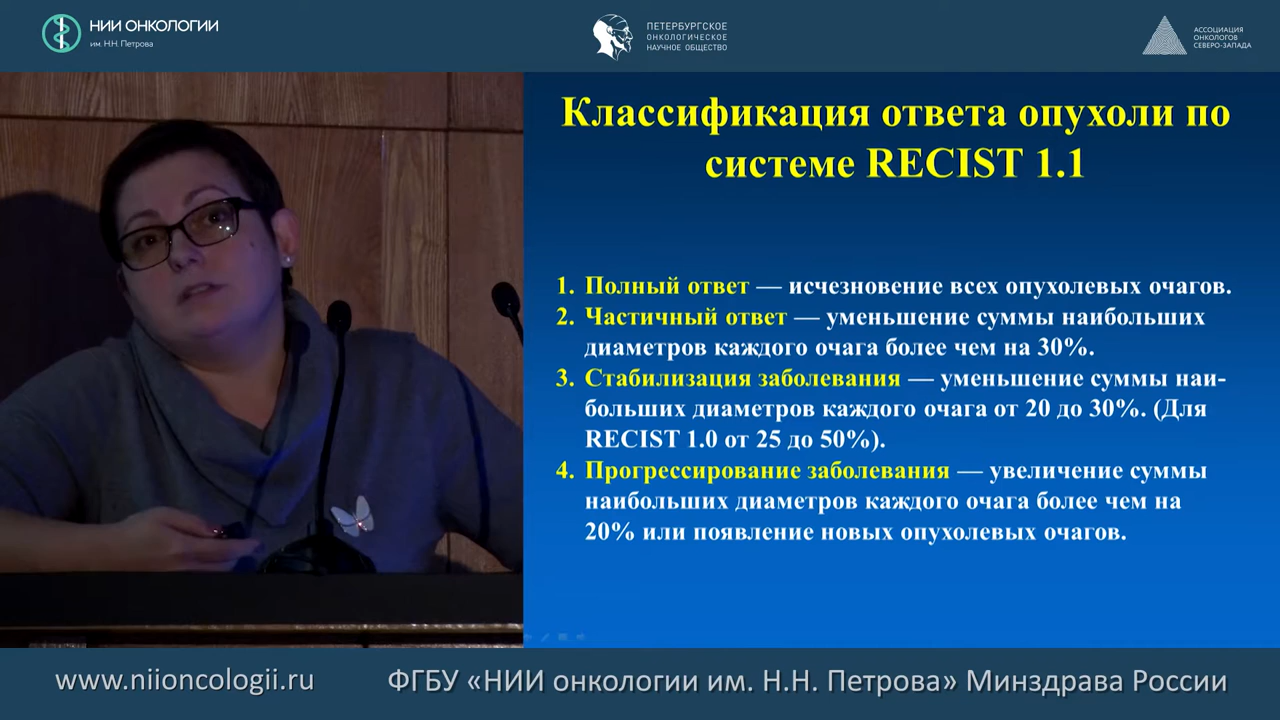 НИИ ОНКОЛОГИИ
им. Н.Н. Петрова
ПЕТЕРБУРГСКОЕ
ОНКОЛОГИЧЕСКОЕ
НАУЧНОЕ ОБЩЕСТВО
АССОЦИАЦИЯ
ОНКОЛОГОВ
СЕВЕРО-ЗАПАДА
Классификация ответа опухоли по
системе RECIST 1.1
1. Полный ответ — исчезновение всех опухолевых очагов.
2. Частичный ответ — уменьшение суммы наибольших
диаметров каждого очага более чем на 30%.
3. Стабилизация заболевания — уменьшение суммы наи-
больших диаметров каждого очага от 20 до 30%. (Для
RECIST 1.0 от 25 до 50%).
4. Прогрессирование заболевания — увеличение суммы
наибольших диаметров каждого очага более чем на
20% или появление новых опухолевых очагов.
www.niioncologii.ru
ФГБУ «НИИ онкологии им. Н.Н. Петрова» Минздрава России